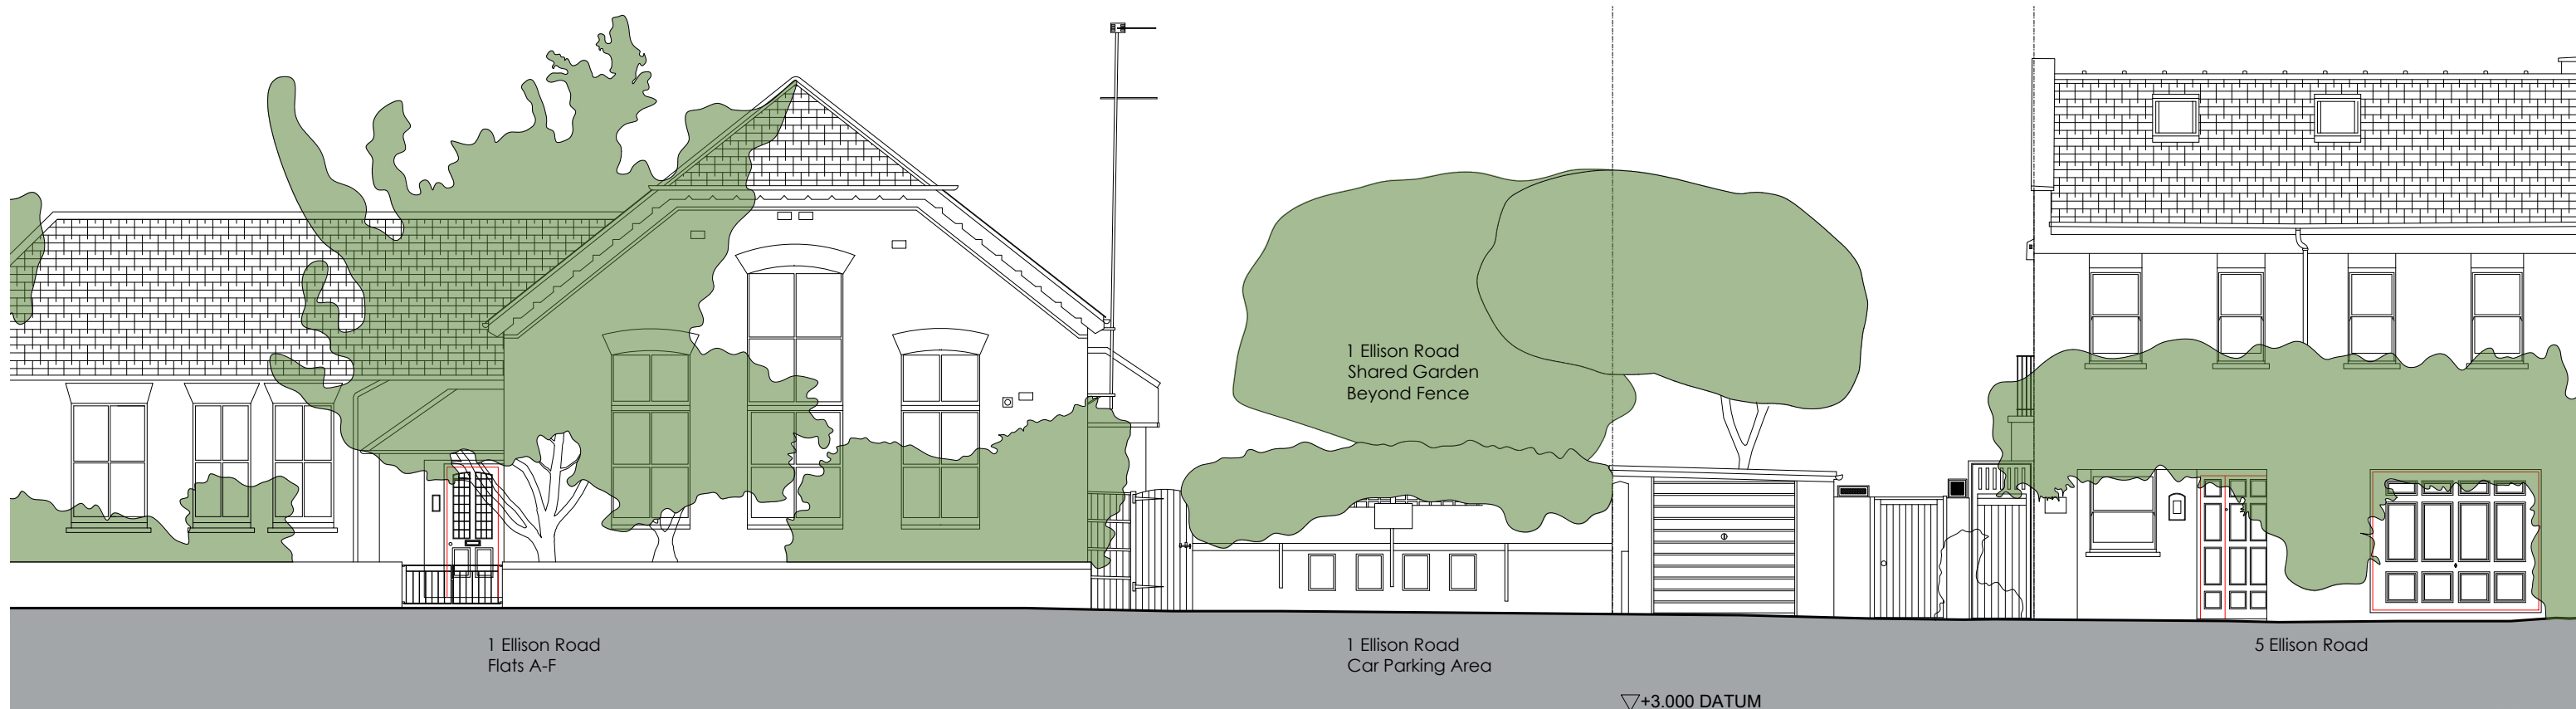 1 Ellison Road
Shared Garden
Beyond Fence
1 Ellison Road
Flats A-F
1 Ellison Road
Car Parking Area
5 Ellison Road
+3.000 DATUM